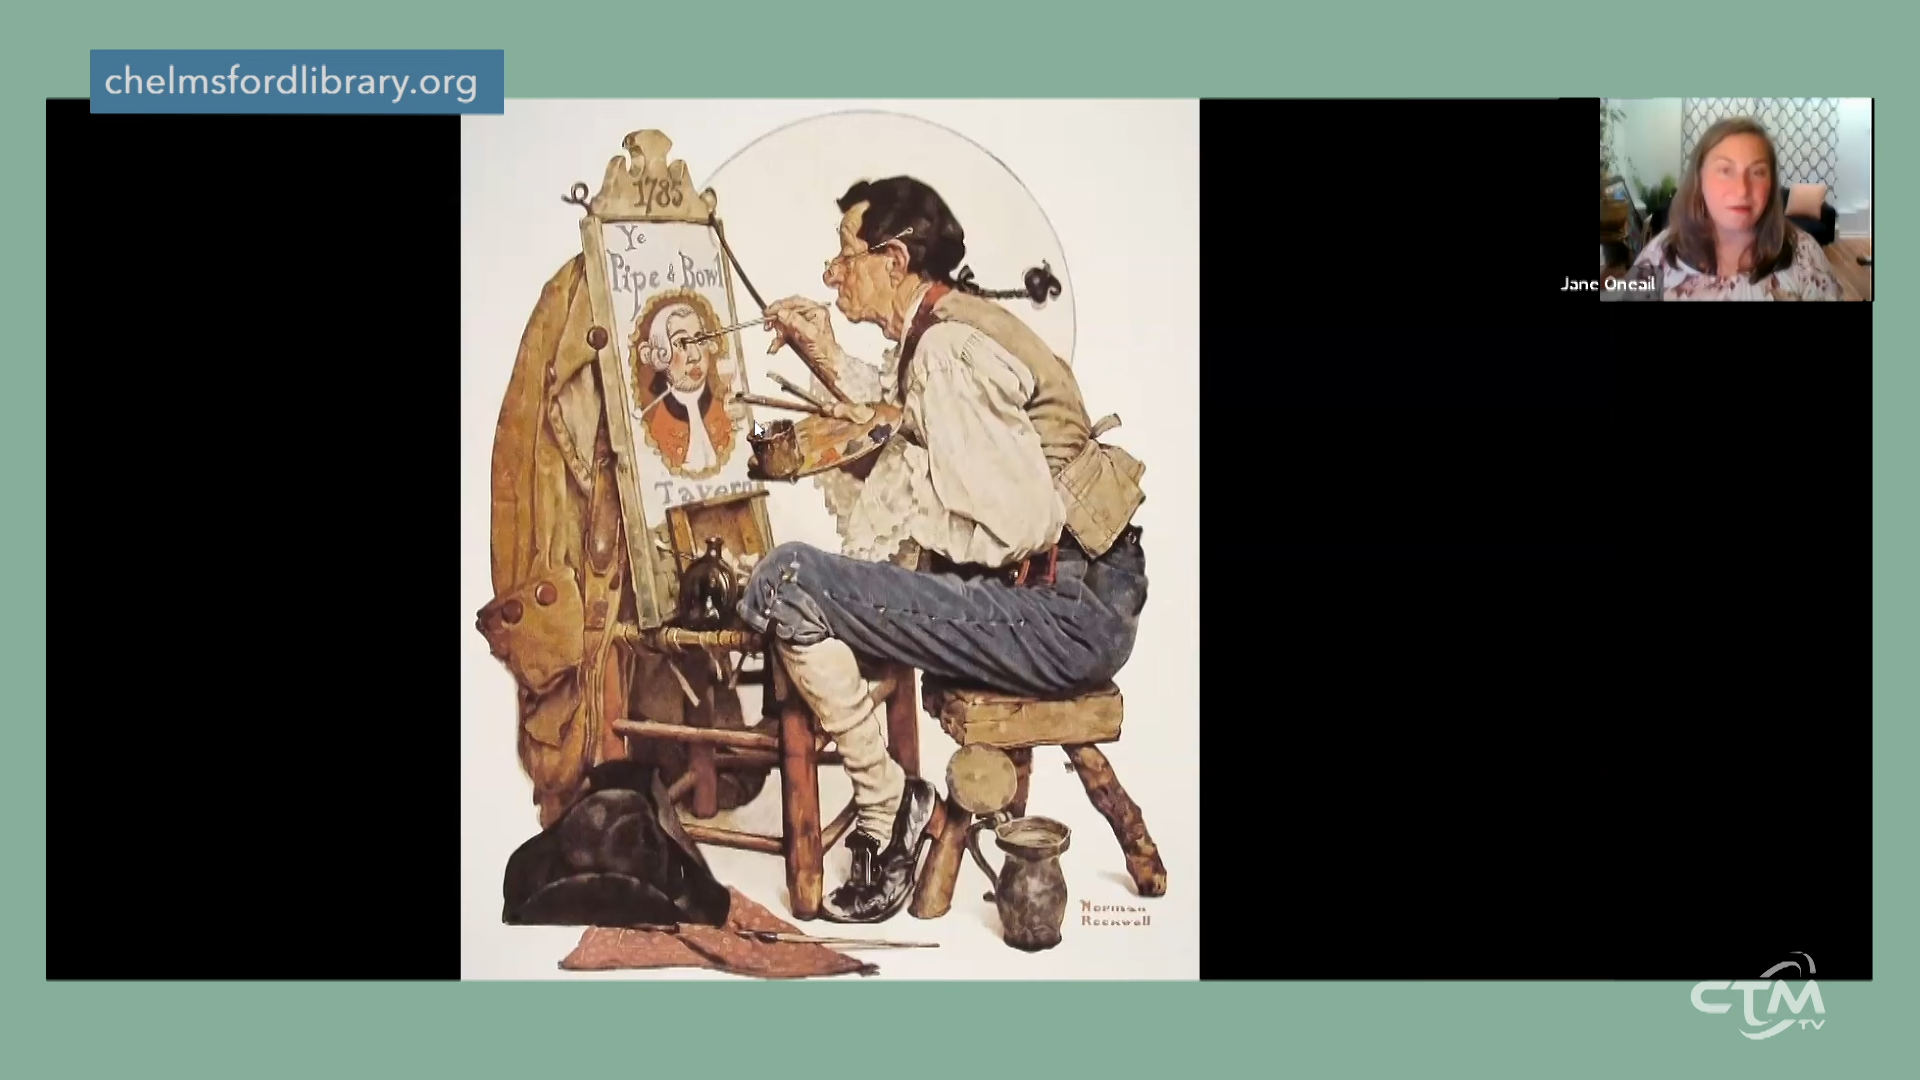 chelmsfordlibrary.org
1785
Ye
Pipe & Bowl
Tavern
Jane Oneail
Norman
Rockwell
CTM
TV